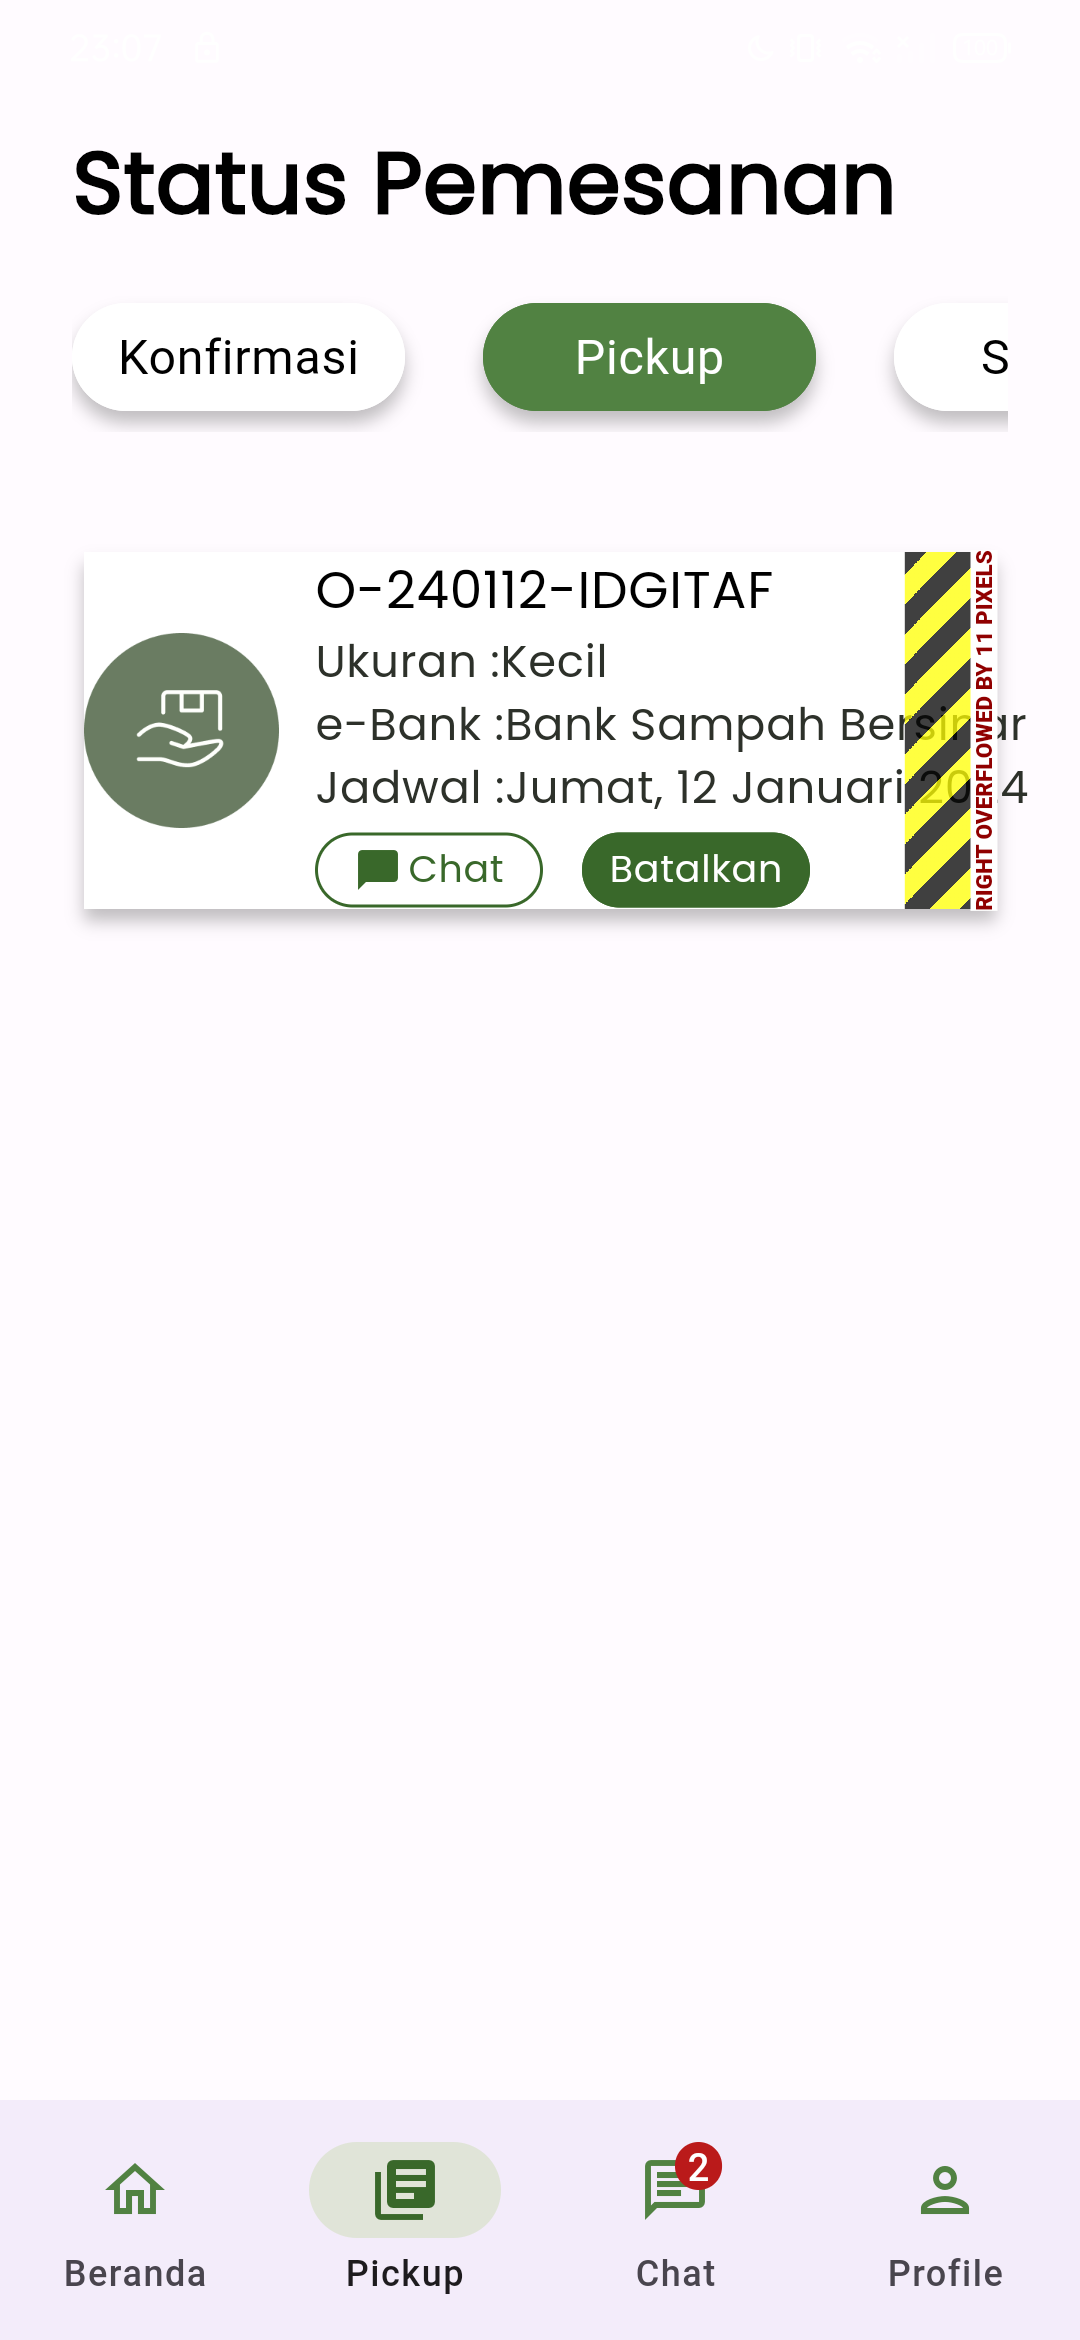 Status Pemesanan
Konfirmasi
Pickup
S
O-240112-IDGITAF
Ukuran :Kecil
e-Bank :Bank Sampah Bersinar
Jadwal :Jumat, 12 Januari 2024
Chat
Batalkan
RIGHT OVERFLOWED BY 11 PIXELS
2
Beranda
Pickup
Chat
Profile